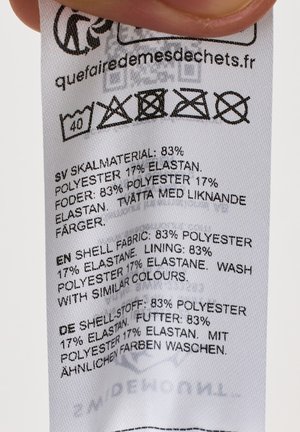 quefairedemesdechets.fr
40
SV SKALMATERIAL: 83%
POLYESTER 17% ELASTAN.
FODER: 83% POLYESTER 17%
ELASTAN. TVÄTTA MED LIKNANDE
FÄRGER.
EN SHELL FABRIC: 83% POLYESTER
17% ELASTANE. LINING: 83%
POLYESTER 17% ELASTANE. WASH
WITH SIMILAR COLOURS.
DE SHELL-STOFF: 83% POLYESTER
17% ELASTAN. FUTTER: 83%
POLYESTER 17% ELASTAN. MIT
ÄHNLICHEN FARBEN WASCHEN.